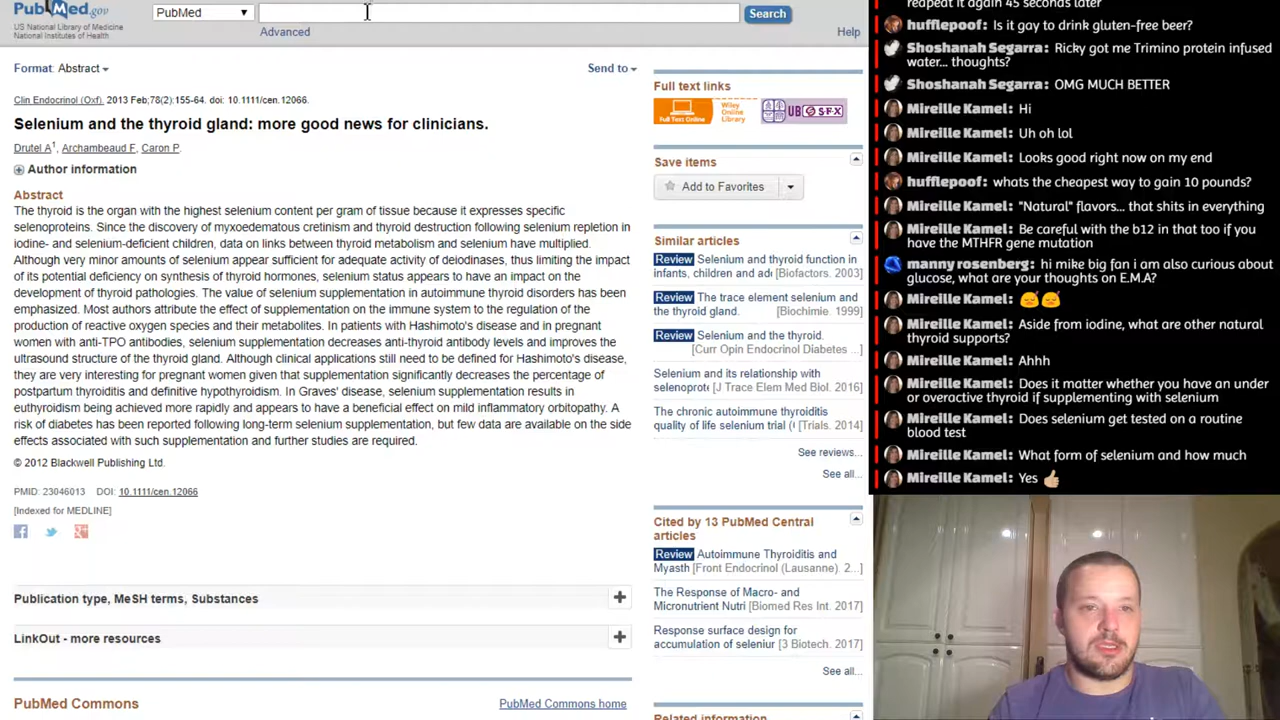 PubMed.gov
US National Library of Medicine
National Institutes of Health
PubMed
Search
Advanced
Help
Format: Abstract
Send to
Clin Endocrinol (Oxf). 2013 Feb;78(2):155-64. doi: 10.1111/cen.12066.
Selenium and the thyroid gland: more good news for clinicians.
Drutel A1, Archambeaud F, Caron P.
Author information
Abstract
The thyroid is the organ with the highest selenium content per gram of tissue because it expresses specific
selenoproteins. Since the discovery of myxoedematous cretinism and thyroid destruction following selenium repletion in
iodine- and selenium-deficient children, data on links between thyroid metabolism and selenium have multiplied.
Although very minor amounts of selenium appear sufficient for adequate activity of deiodinases, thus limiting the impact
of its potential deficiency on synthesis of thyroid hormones, selenium status appears to have an impact on the
development of thyroid pathologies. The value of selenium supplementation in autoimmune thyroid disorders has been
emphasized. Most authors attribute the effect of supplementation on the immune system to the regulation of the
production of reactive oxygen species and their metabolites. In patients with Hashimoto's disease and in pregnant
women with anti-TPO antibodies, selenium supplementation decreases anti-thyroid antibody levels and improves the
ultrasound structure of the thyroid gland. Although clinical applications still need to be defined for Hashimoto's disease,
they are very interesting for pregnant women given that supplementation significantly decreases the percentage of
postpartum thyroiditis and definitive hypothyroidism. In Graves' disease, selenium supplementation results in
euthyroidism being achieved more rapidly and appears to have a beneficial effect on mild inflammatory orbitopathy. A
risk of diabetes has been reported following long-term selenium supplementation, but few data are available on the side
effects associated with such supplementation and further studies are required.
© 2012 Blackwell Publishing Ltd.
PMID: 23046013 DOI: 10.1111/cen.12066
[Indexed for MEDLINE]
Publication type, MeSH terms, Substances
LinkOut - more resources
PubMed Commons
PubMed Commons home
Full text links
Full Text Online
Wiley Online Library
UB SFX
Save items
Add to Favorites
Similar articles
Review Selenium and thyroid function in
infants, children and ado [Biofactors. 2003]
Review The trace element selenium and
the thyroid gland. [Biochimie. 1999]
Review Selenium and the thyroid.
[Curr Opin Endocrinol Diabetes ...]
Selenium and its relationship with
selenoprote [J Trace Elem Med Biol. 2016]
The chronic autoimmune thyroiditis
quality of life selenium trial ( [Trials. 2014]
See reviews...
See all...
Cited by 13 PubMed Central
articles
Review Autoimmune Thyroiditis and
Myasth [Front Endocrinol (Lausanne). 2...]
The Response of Macro- and
Micronutrient Nutri [Biomed Res Int. 2017]
Response surface design for
accumulation of seleniur [3 Biotech. 2017]
See all...
Related information
reapeat it again 45 seconds later
hufflepoof: Is it gay to drink gluten-free beer?
Shoshanah Segarra: Ricky got me Trimino protein infused
water... thoughts?
Shoshanah Segarra: OMG MUCH BETTER
Mireille Kamel: Hi
Mireille Kamel: Uh oh lol
Mireille Kamel: Looks good right now on my end
hufflepoof: whats the cheapest way to gain 10 pounds?
Mireille Kamel: "Natural" flavors... that shits in everything
Mireille Kamel: Be careful with the b12 in that too if you
have the MTHFR gene mutation
manny rosenberg: hi mike big fan i am also curious about
glucose, what are your thoughts on E.M.A?
Mireille Kamel: 😴😴
Mireille Kamel: Aside from iodine, what are other natural
thyroid supports?
Mireille Kamel: Ahhh
Mireille Kamel: Does it matter whether you have an under
or overactive thyroid if supplementing with selenium
Mireille Kamel: Does selenium get tested on a routine
blood test
Mireille Kamel: What form of selenium and how much
Mireille Kamel: Yes 👍🏼